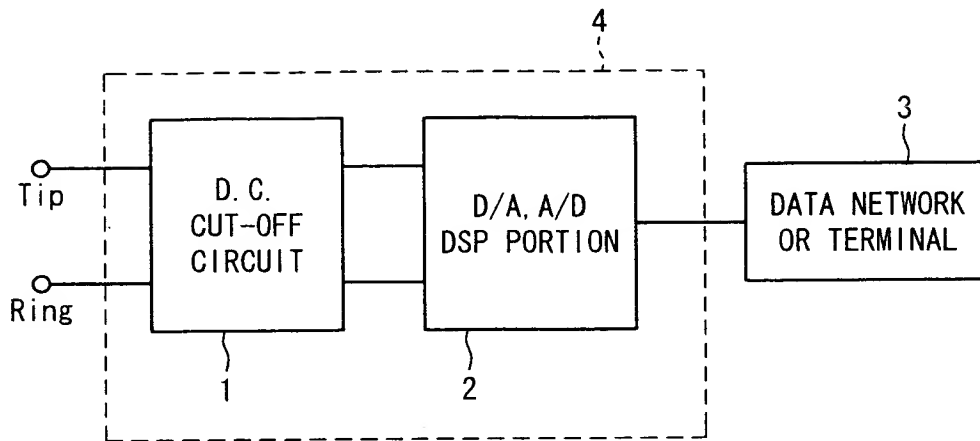 4
3
Tip
Ring
D. C.
CUT-OFF
CIRCUIT
D/A, A/D
DSP PORTION
DATA NETWORK
OR TERMINAL
1
2